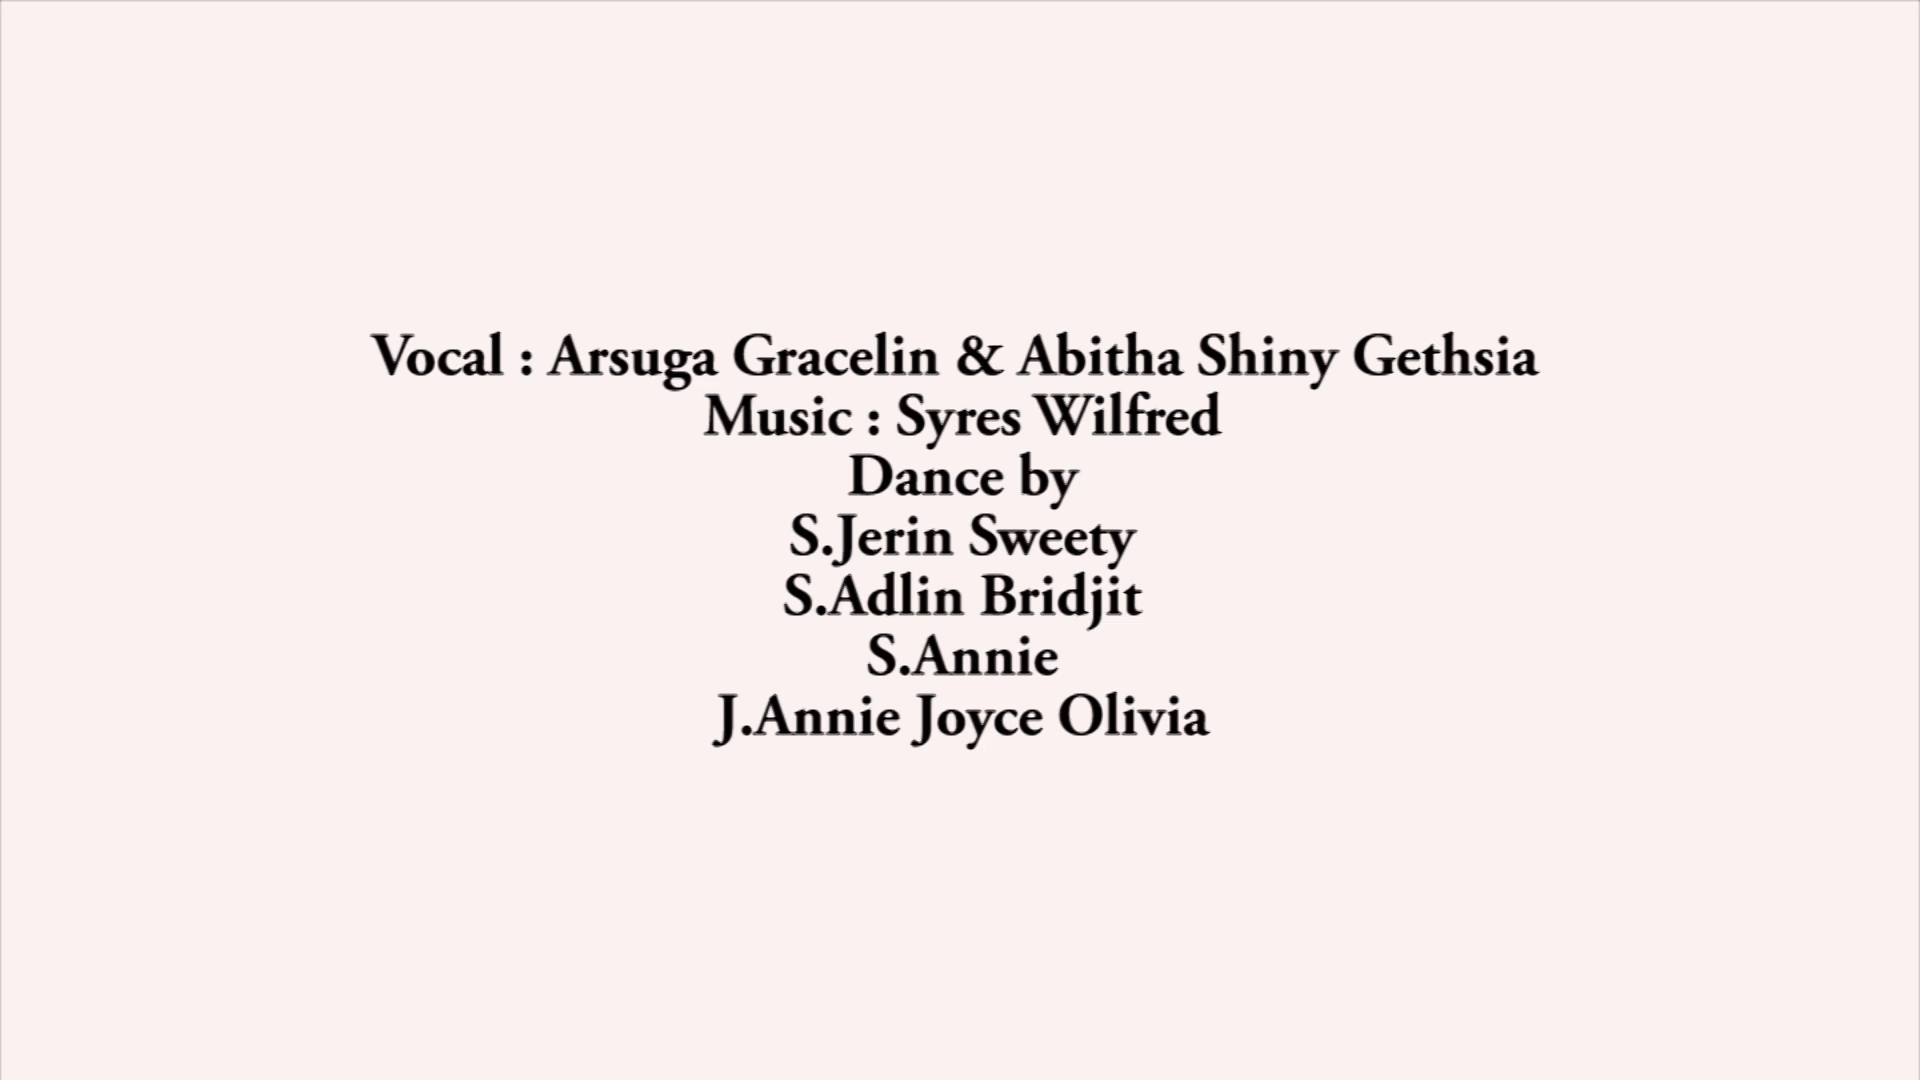 Vocal : Arsuga Gracelin & Abitha Shiny Gethsia
Music : Syres Wilfred
Dance by
S.Jerin Sweety
S.Adlin Bridjit
S.Annie
J.Annie Joyce Olivia